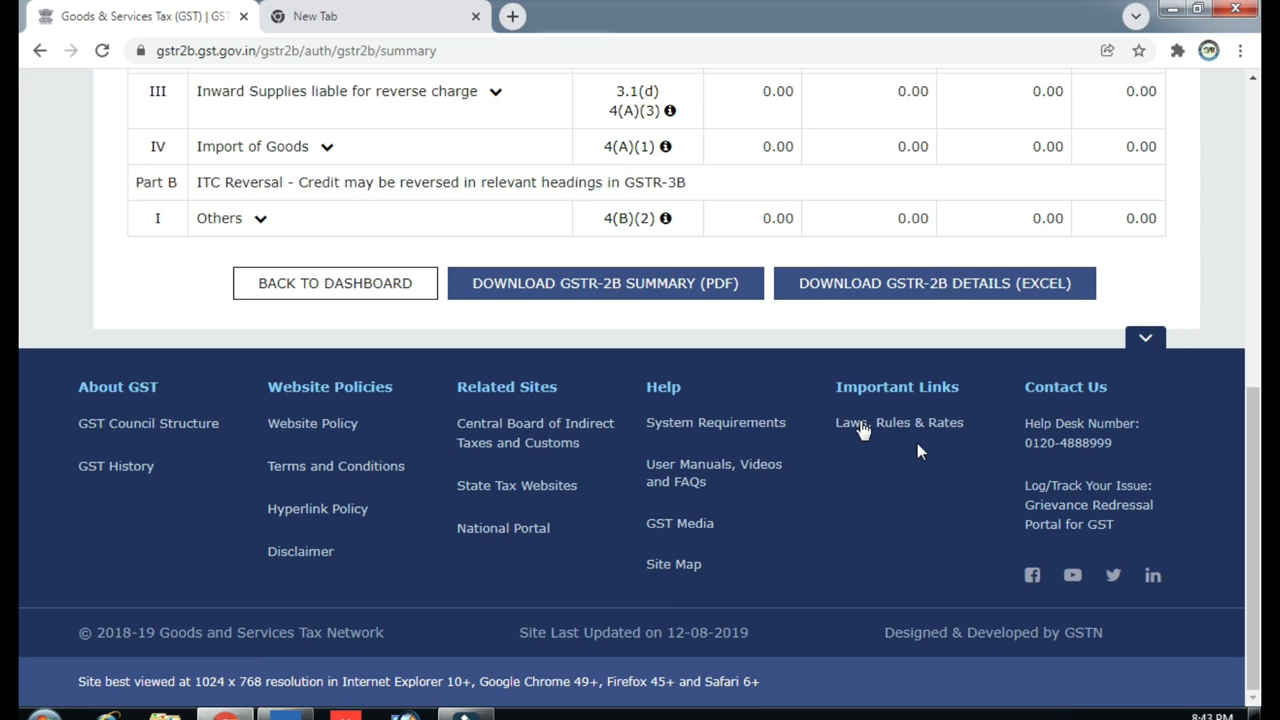 Goods & Services Tax (GST) | GST
New Tab
gstr2b.gst.gov.in/gstr2b/auth/gstr2b/summary
III Inward Supplies liable for reverse charge 3.1(d) 4(A)(3) 0.00 0.00 0.00 0.00
IV Import of Goods 4(A)(1) 0.00 0.00 0.00 0.00
Part B ITC Reversal - Credit may be reversed in relevant headings in GSTR-3B
I Others 4(B)(2) 0.00 0.00 0.00 0.00
BACK TO DASHBOARD
DOWNLOAD GSTR-2B SUMMARY (PDF)
DOWNLOAD GSTR-2B DETAILS (EXCEL)
About GST
GST Council Structure
GST History
Website Policies
Website Policy
Terms and Conditions
Hyperlink Policy
Disclaimer
Related Sites
Central Board of Indirect
Taxes and Customs
State Tax Websites
National Portal
Help
System Requirements
User Manuals, Videos
and FAQs
GST Media
Site Map
Important Links
Laws, Rules & Rates
Contact Us
Help Desk Number:
0120-4888999
Log/Track Your Issue:
Grievance Redressal
Portal for GST
© 2018-19 Goods and Services Tax Network
Site Last Updated on 12-08-2019
Designed & Developed by GSTN
Site best viewed at 1024 x 768 resolution in Internet Explorer 10+, Google Chrome 49+, Firefox 45+ and Safari 6+
8:43 PM